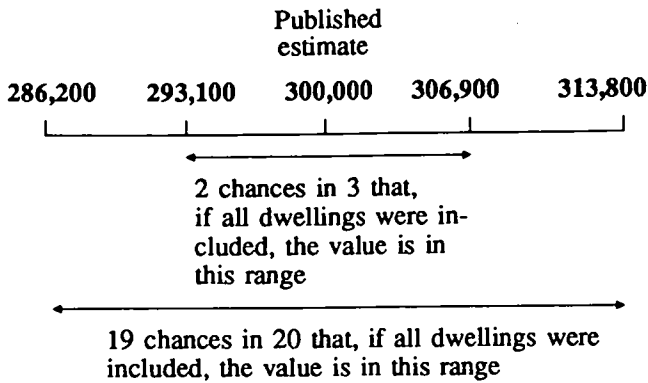 Published
estimate
286,200 293,100 300,000 306,900 313,800
2 chances in 3 that,
if all dwellings were in-
cluded, the value is in
this range
19 chances in 20 that, if all dwellings were
included, the value is in this range